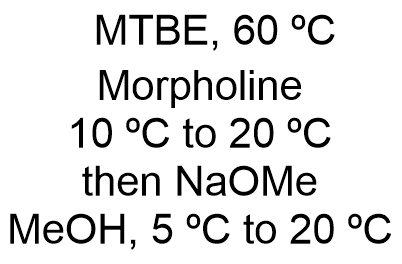 MTBE, 60 ºC
Morpholine
10 ºC to 20 ºC
then NaOMe
MeOH, 5 ºC to 20 ºC